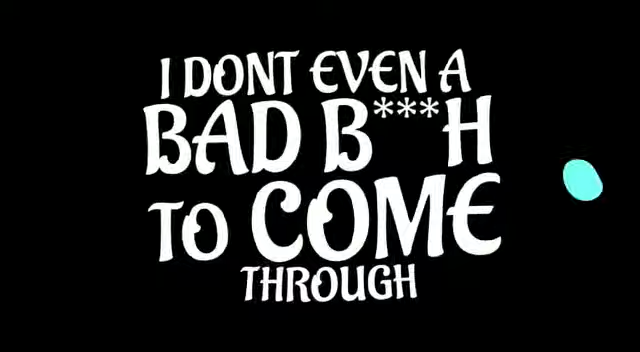 I DONT EVEN A
BAD B***H
TO COME
THROUGH